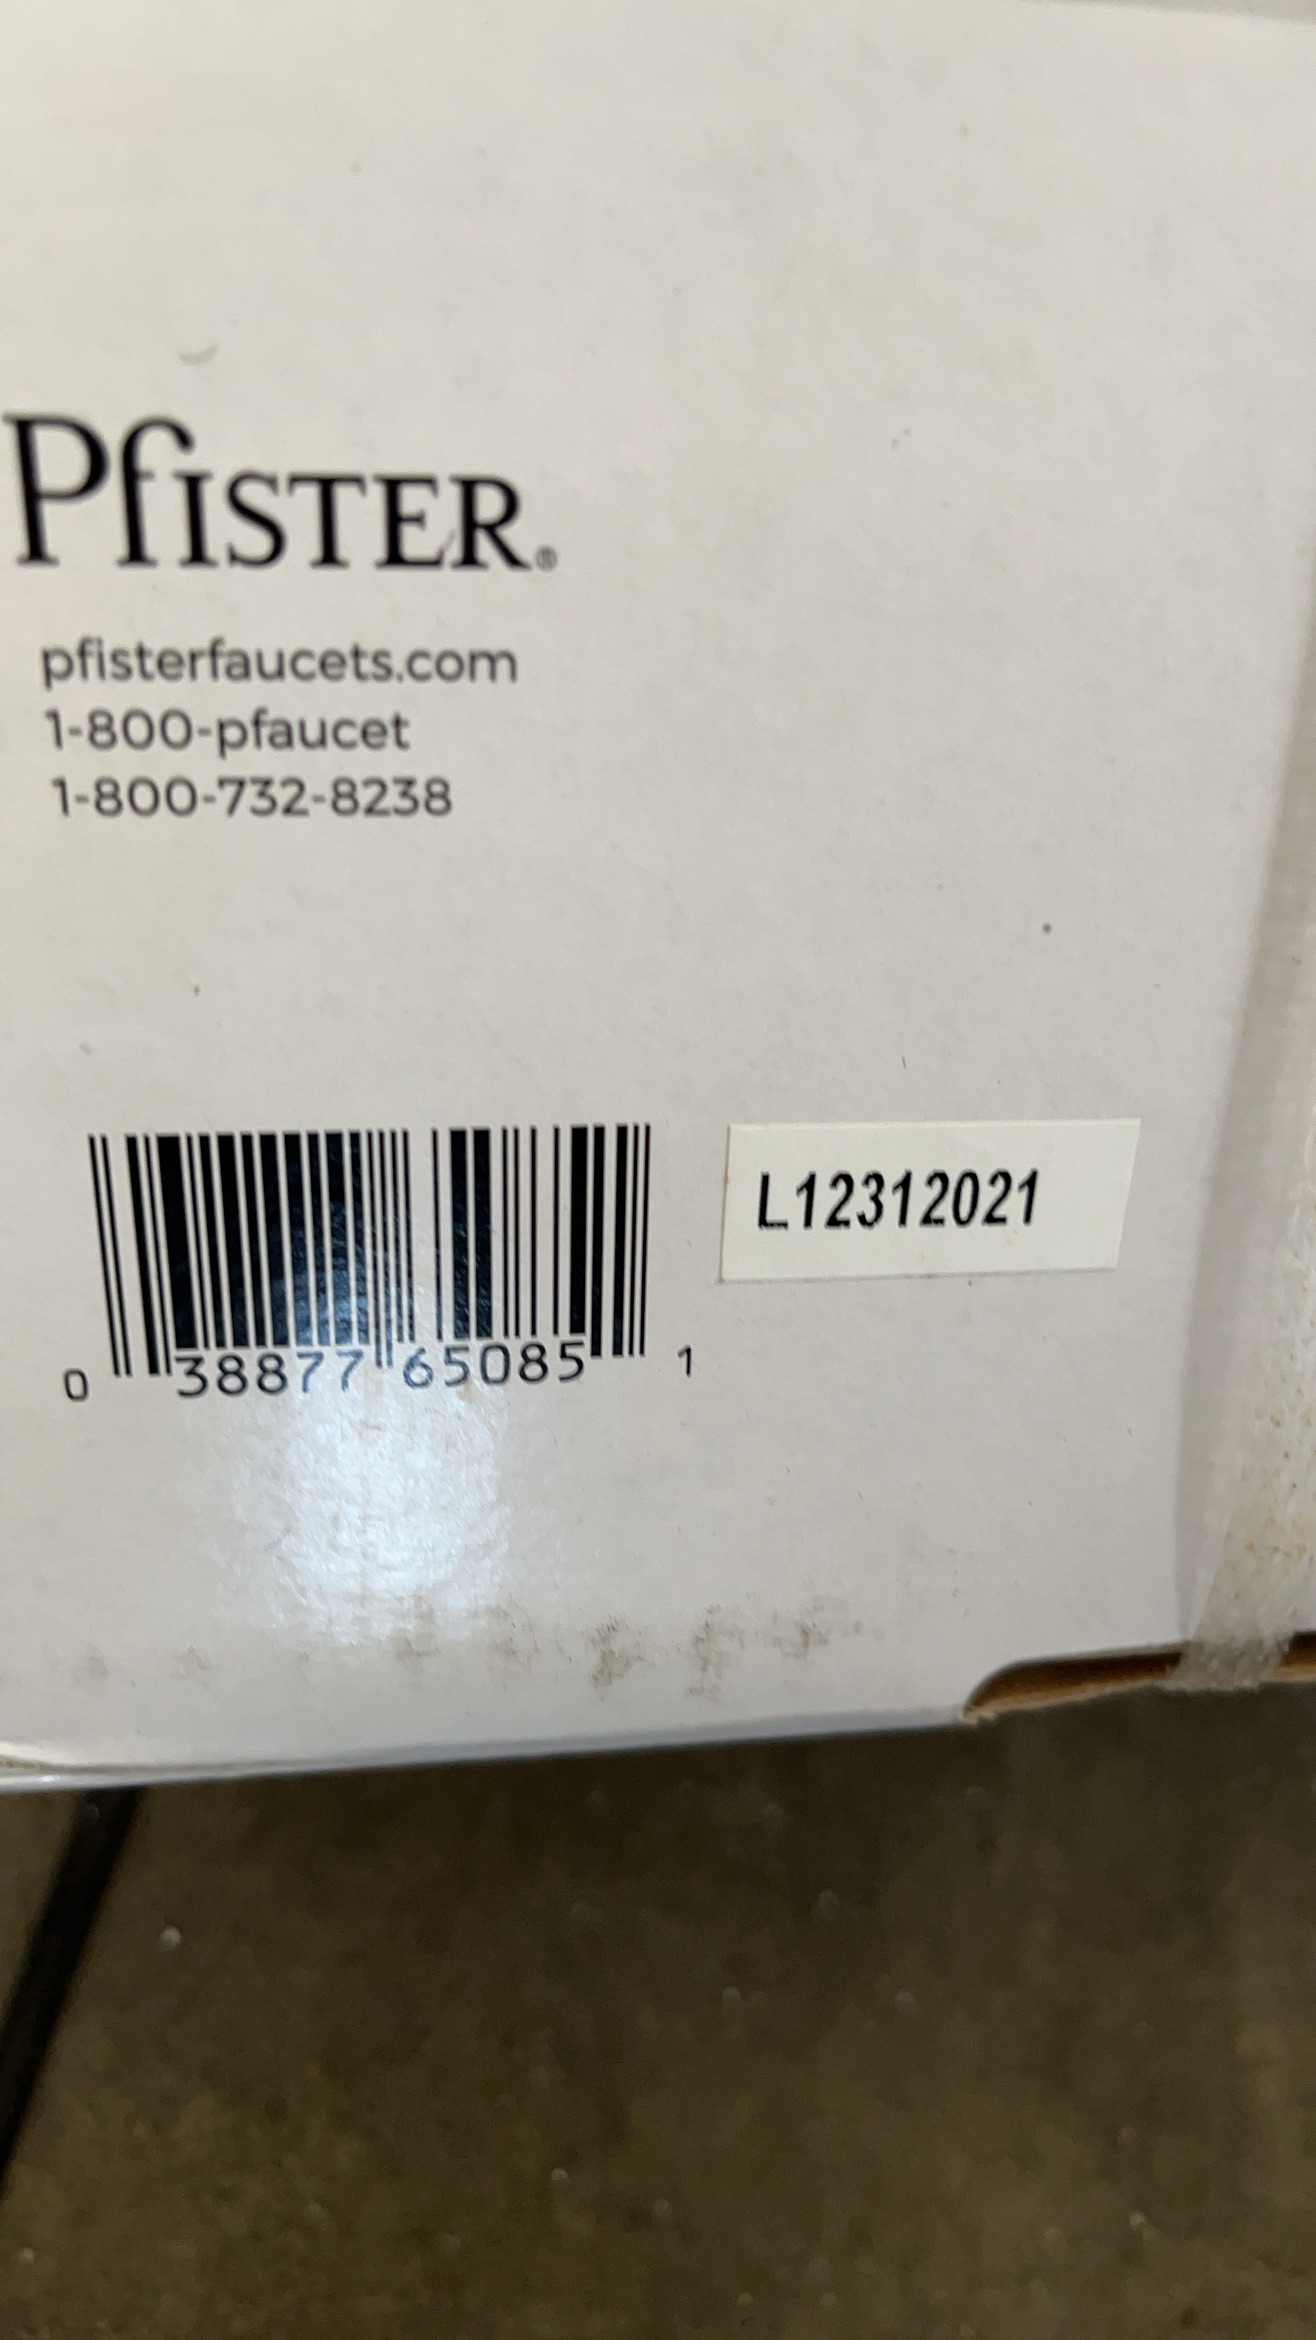 Pfister®
pfisterfaucets.com
1-800-pfaucet
1-800-732-8238
L12312021
0 38877 65085 1